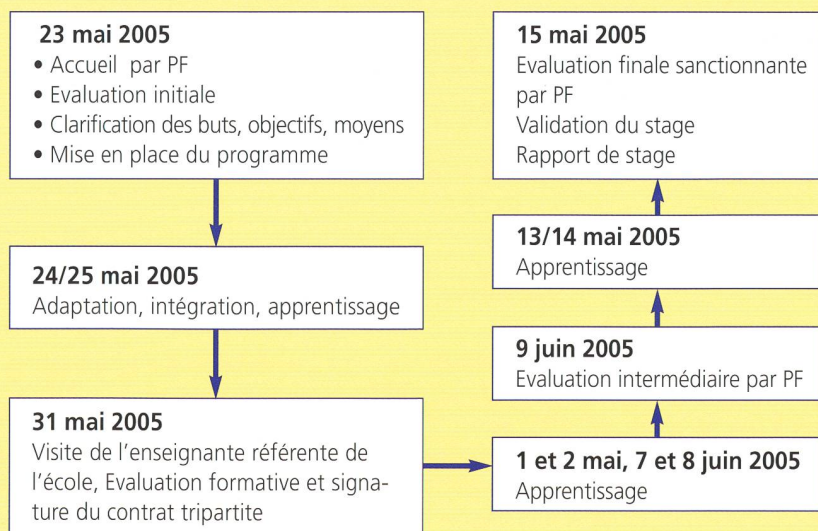 23 mai 2005
• Accueil par PF
• Evaluation initiale
• Clarification des buts, objectifs, moyens
• Mise en place du programme
24/25 mai 2005
Adaptation, intégration, apprentissage
31 mai 2005
Visite de l'enseignante référente de
l'école, Evaluation formative et signa-
ture du contrat tripartite
1 et 2 mai, 7 et 8 juin 2005
Apprentissage
9 juin 2005
Evaluation intermédiaire par PF
13/14 mai 2005
Apprentissage
15 mai 2005
Evaluation finale sanctionnante
par PF
Validation du stage
Rapport de stage